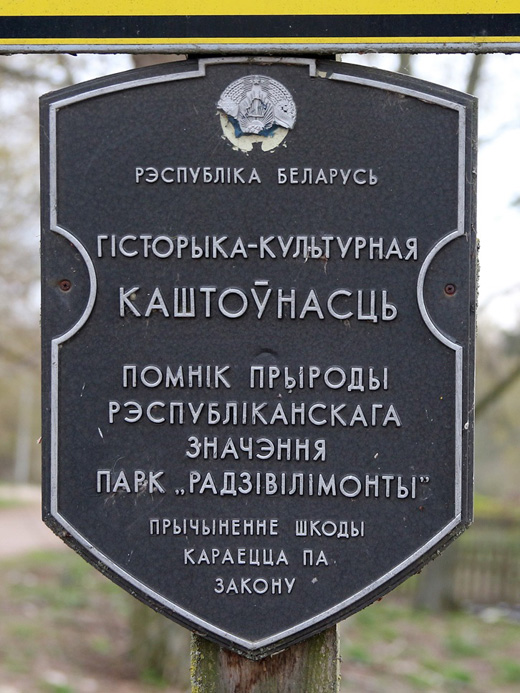 РЭСПУБЛІКА БЕЛАРУСЬ
ГІСТОРЫКА-КУЛЬТУРНАЯ
КАШТОЎНАСЦЬ
ПОМНІК ПРЫРОДЫ
РЭСПУБЛІКАНСКАГА
ЗНАЧЭННЯ
ПАРК „РАДЗІВІЛІМОНТЫ”
ПРЫЧЫНЕННЕ ШКОДЫ
КАРАЕЦЦА ПА
ЗАКОНУ